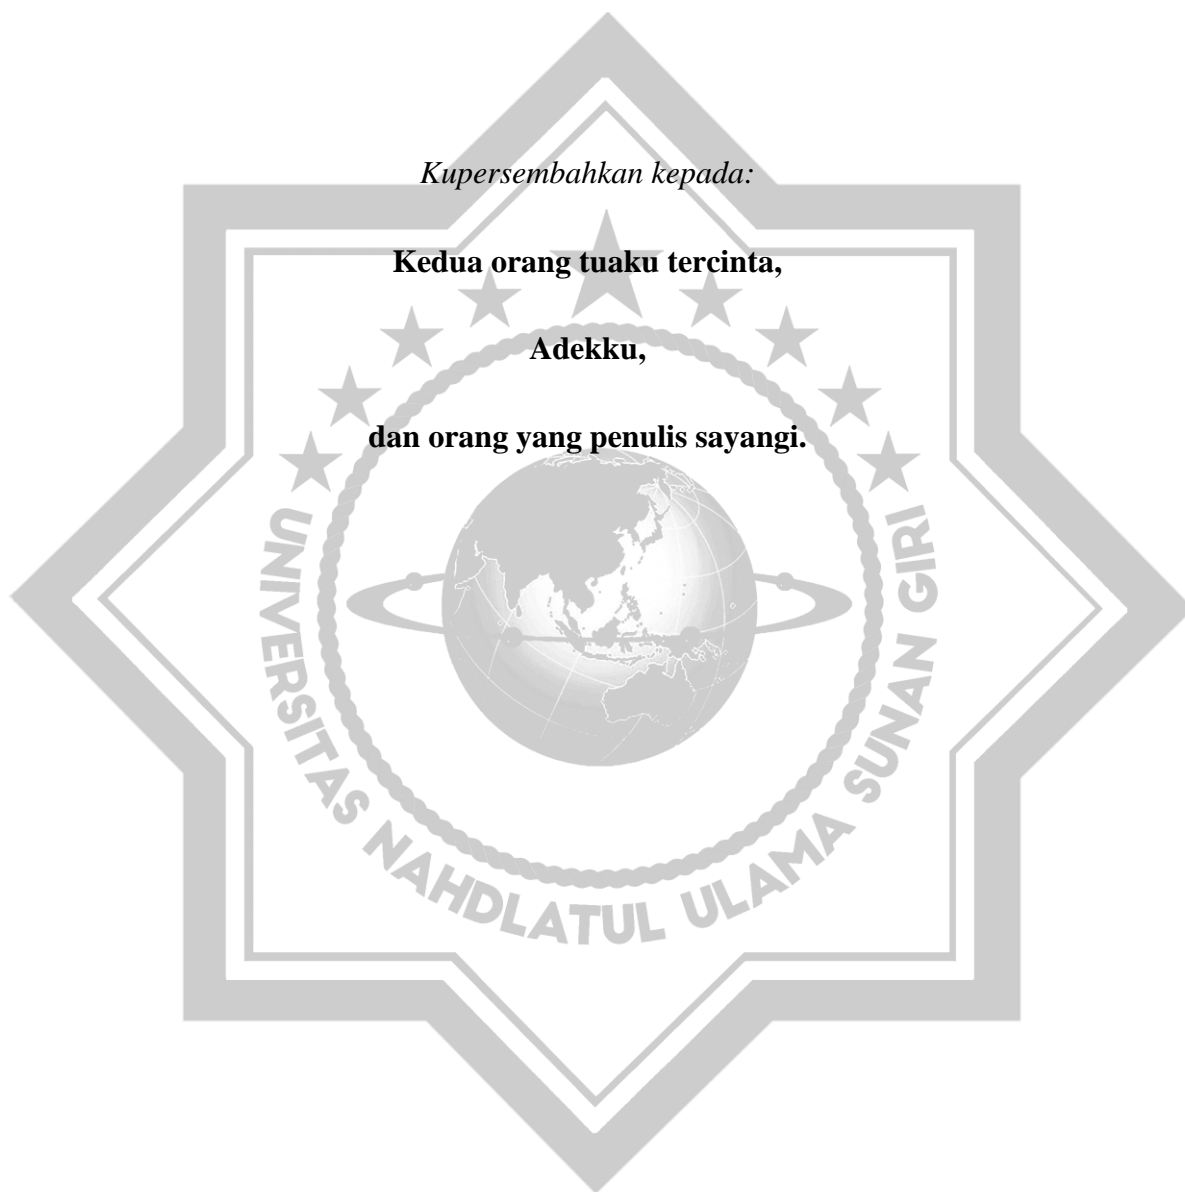 Kupersembahkan kepada:
Kedua orang tuaku tercinta,
Adekku,
dan orang yang penulis sayangi.
UNIVERSITAS NAHDLATUL ULAMA SUNAN GIRI